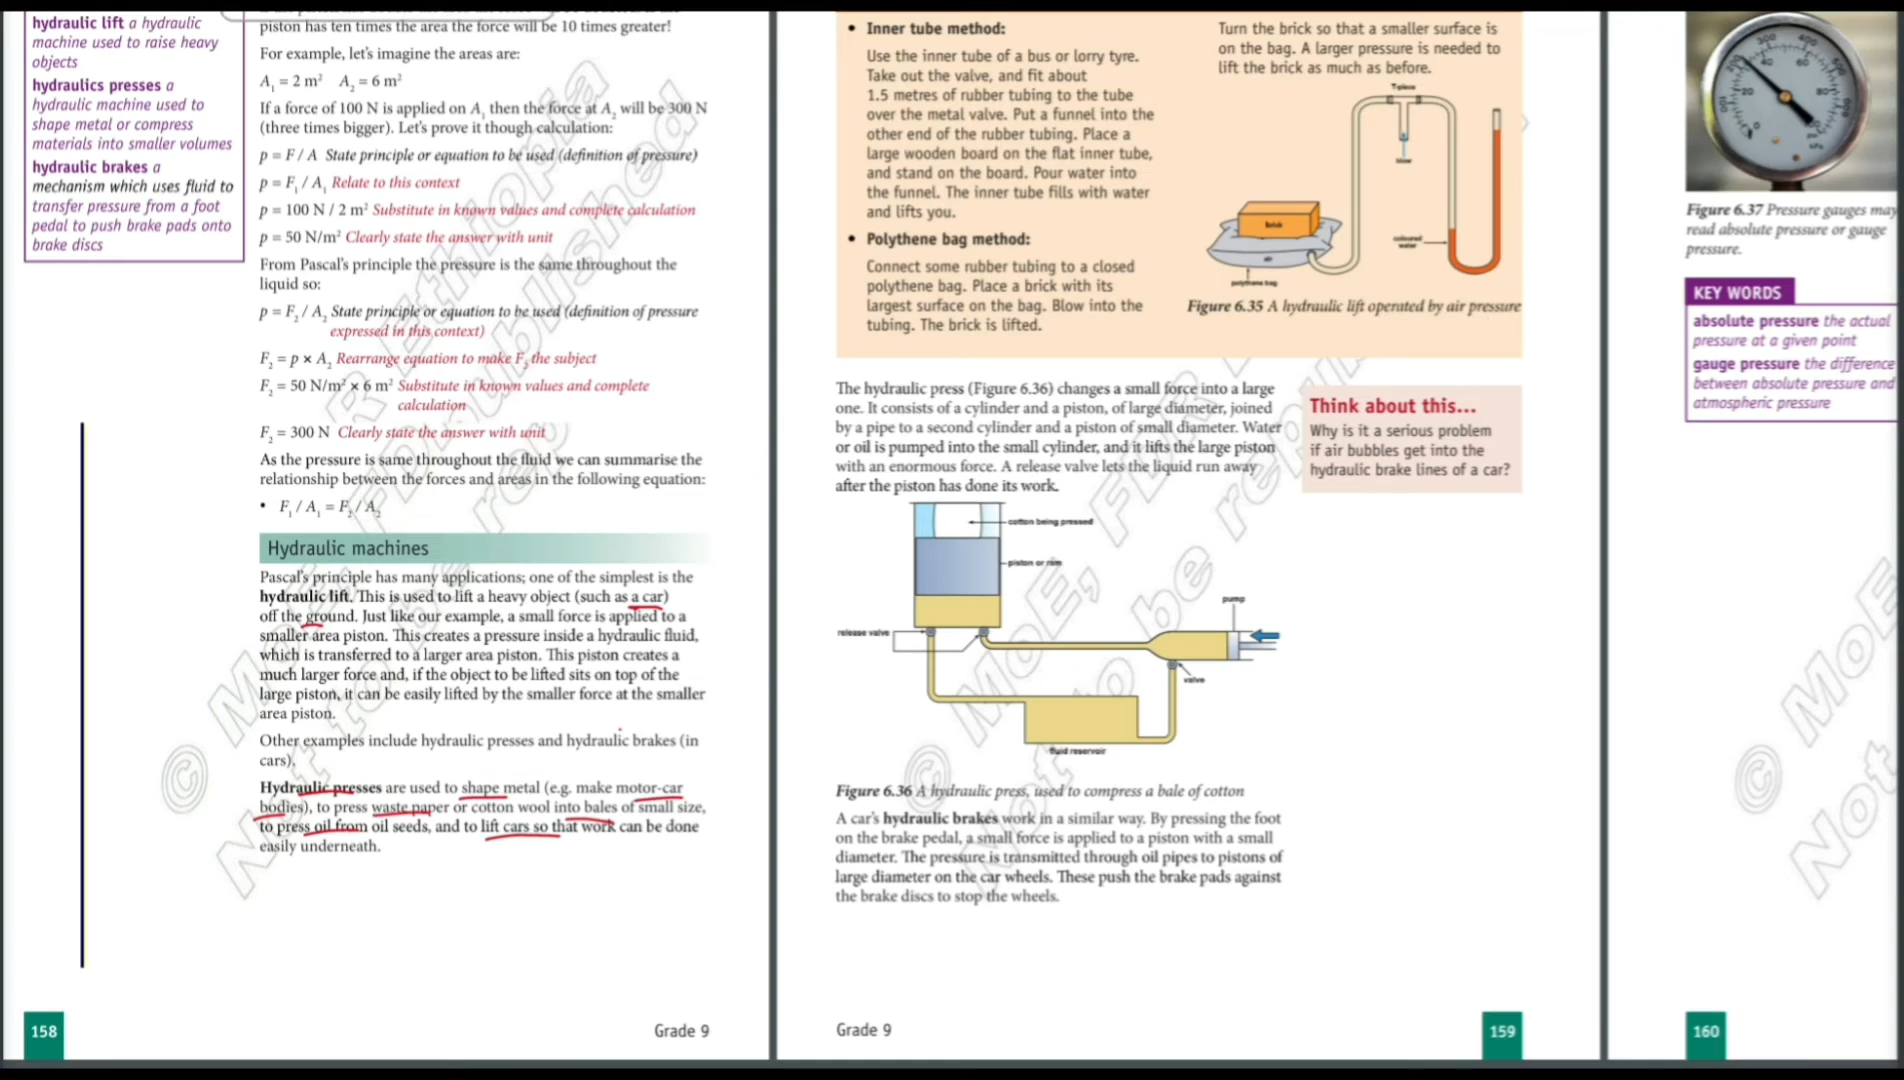 hydraulic lift a hydraulic
machine used to raise heavy
objects
hydraulics presses a
hydraulic machine used to
shape metal or compress
materials into smaller volumes
hydraulic brakes a
mechanism which uses fluid to
transfer pressure from a foot
pedal to push brake pads onto
brake discs
piston has ten times the area the force will be 10 times greater!
For example, let's imagine the areas are:
A₁ = 2 m² A₂ = 6 m²
If a force of 100 N is applied on A₁ then the force at A₂ will be 300 N
(three times bigger). Let's prove it though calculation:
p = F / A State principle or equation to be used (definition of pressure)
p = F₁ / A₁ Relate to this context
p = 100 N / 2 m² Substitute in known values and complete calculation
p = 50 N/m² Clearly state the answer with unit
From Pascal's principle the pressure is the same throughout the
liquid so:
p = F₂ / A₂ State principle or equation to be used (definition of pressure
expressed in this context)
F₂ = p × A₂ Rearrange equation to make F₂ the subject
F₂ = 50 N/m² × 6 m² Substitute in known values and complete
calculation
F₂ = 300 N Clearly state the answer with unit
As the pressure is same throughout the fluid we can summarise the
relationship between the forces and areas in the following equation:
• F₁ / A₁ = F₂ / A₂
Hydraulic machines
Pascal's principle has many applications; one of the simplest is the
hydraulic lift. This is used to lift a heavy object (such as a car)
off the ground. Just like our example, a small force is applied to a
smaller area piston. This creates a pressure inside a hydraulic fluid,
which is transferred to a larger area piston. This piston creates a
much larger force and, if the object to be lifted sits on top of the
large piston, it can be easily lifted by the smaller force at the smaller
area piston.
Other examples include hydraulic presses and hydraulic brakes (in
cars).
Hydraulic presses are used to shape metal (e.g. make motor-car
bodies), to press waste paper or cotton wool into bales of small size,
to press oil from oil seeds, and to lift cars so that work can be done
easily underneath.
158
Grade 9
• Inner tube method:
Use the inner tube of a bus or lorry tyre.
Take out the valve, and fit about
1.5 metres of rubber tubing to the tube
over the metal valve. Put a funnel into the
other end of the rubber tubing. Place a
large wooden board on the flat inner tube,
and stand on the board. Pour water into
the funnel. The inner tube fills with water
and lifts you.
• Polythene bag method:
Connect some rubber tubing to a closed
polythene bag. Place a brick with its
largest surface on the bag. Blow into the
tubing. The brick is lifted.
Turn the brick so that a smaller surface is
on the bag. A larger pressure is needed to
lift the brick as much as before.
T-piece
blow
Brick
coloured
water
air
polythene bag
Figure 6.35 A hydraulic lift operated by air pressure
The hydraulic press (Figure 6.36) changes a small force into a large
one. It consists of a cylinder and a piston, of large diameter, joined
by a pipe to a second cylinder and a piston of small diameter. Water
or oil is pumped into the small cylinder, and it lifts the large piston
with an enormous force. A release valve lets the liquid run away
after the piston has done its work.
Think about this...
Why is it a serious problem
if air bubbles get into the
hydraulic brake lines of a car?
cotton being pressed
piston or ram
pump
release valve
valve
fluid reservoir
Figure 6.36 A hydraulic press, used to compress a bale of cotton
A car's hydraulic brakes work in a similar way. By pressing the foot
on the brake pedal, a small force is applied to a piston with a small
diameter. The pressure is transmitted through oil pipes to pistons of
large diameter on the car wheels. These push the brake pads against
the brake discs to stop the wheels.
Grade 9
159
Figure 6.37 Pressure gauges may
read absolute pressure or gauge
pressure.
KEY WORDS
absolute pressure the actual
pressure at a given point
gauge pressure the difference
between absolute pressure and
atmospheric pressure
160